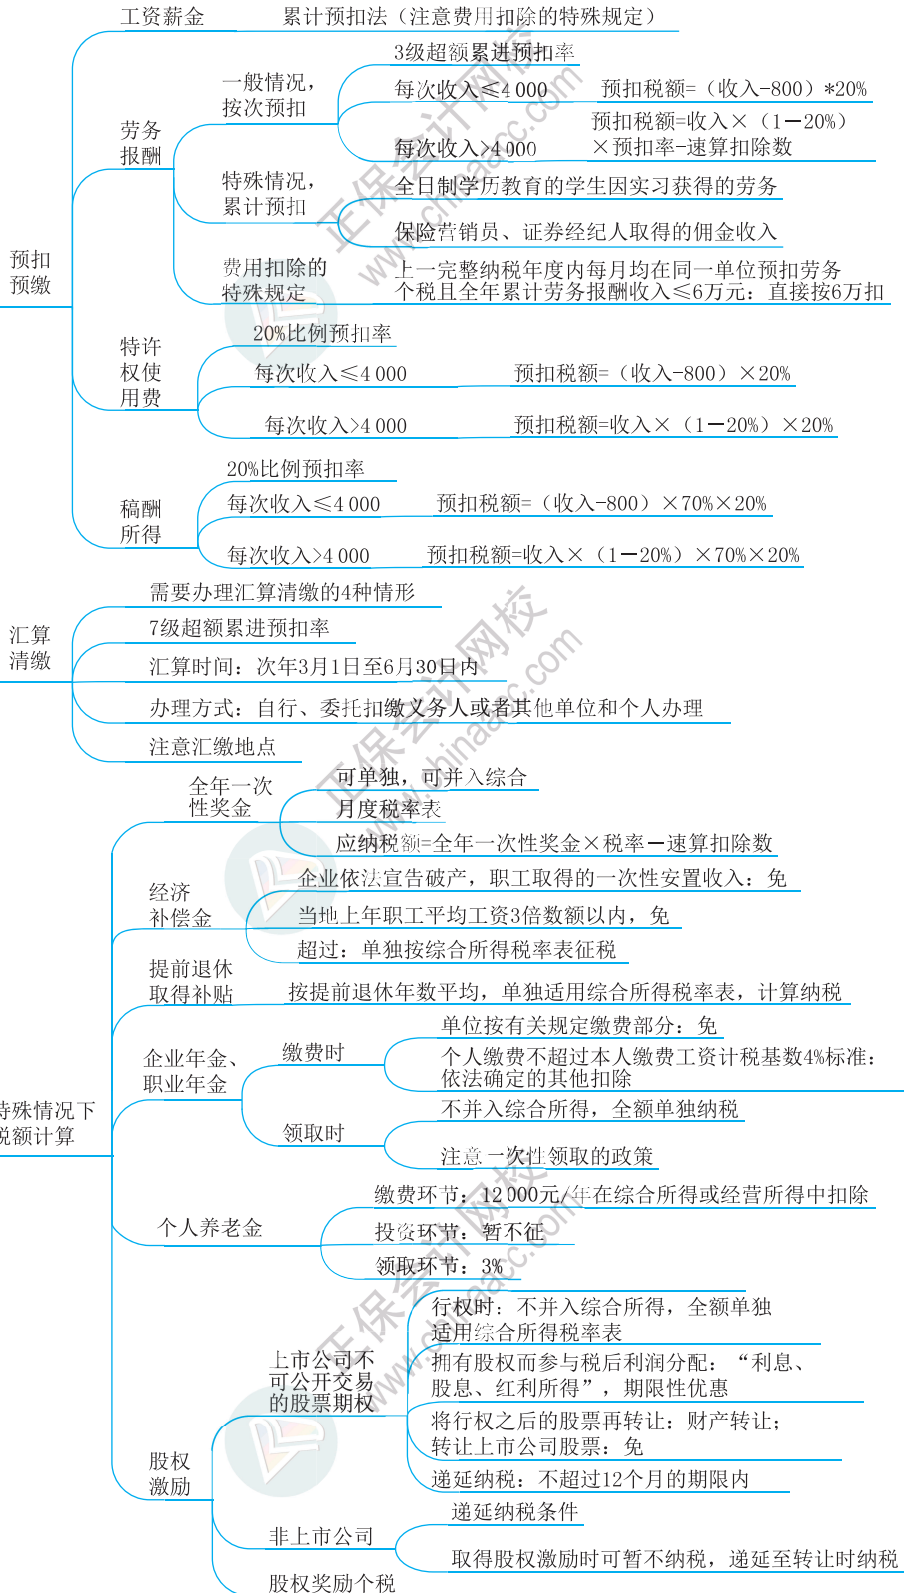 工资薪金
累计预扣法（注意费用扣除的特殊规定）
3级超额累进预扣率
一般情况，
按次预扣
每次收入≤4 000
预扣税额=（收入-800）*20%
劳务
报酬
每次收入>4 000
预扣税额=收入×（1－20%）
×预扣率-速算扣除数
特殊情况，
累计预扣
全日制学历教育的学生因实习获得的劳务
保险营销员、证券经纪人取得的佣金收入
预扣
预缴
费用扣除的
特殊规定
上一完整纳税年度内每月均在同一单位预扣劳务
个税且全年累计劳务报酬收入≤6万元：直接按6万扣
特许
权使
用费
20%比例预扣率
每次收入≤4 000
预扣税额=（收入-800）×20%
每次收入>4 000
预扣税额=收入×（1－20%）×20%
稿酬
所得
20%比例预扣率
每次收入≤4 000
预扣税额=（收入-800）×70%×20%
每次收入>4 000
预扣税额=收入×（1－20%）×70%×20%
汇算
清缴
需要办理汇算清缴的4种情形
7级超额累进预扣率
汇算时间：次年3月1日至6月30日内
办理方式：自行、委托扣缴义务人或者其他单位和个人办理
注意汇缴地点
全年一次
性奖金
可单独，可并入综合
月度税率表
应纳税额=全年一次性奖金×税率－速算扣除数
经济
补偿金
企业依法宣告破产，职工取得的一次性安置收入：免
当地上年职工平均工资3倍数额以内，免
超过：单独按综合所得税率表征税
提前退休
取得补贴
按提前退休年数平均，单独适用综合所得税率表，计算纳税
企业年金、
职业年金
缴费时
单位按有关规定缴费部分：免
个人缴费不超过本人缴费工资计税基数4%标准：
依法确定的其他扣除
领取时
不并入综合所得，全额单独纳税
注意一次性领取的政策
特殊情况下
税额计算
个人养老金
缴费环节：12 000元/年在综合所得或经营所得中扣除
投资环节：暂不征
领取环节：3%
股权
激励
上市公司不
可公开交易
的股票期权
行权时：不并入综合所得，全额单独
适用综合所得税率表
拥有股权而参与税后利润分配：“利息、
股息、红利所得”，期限性优惠
将行权之后的股票再转让：财产转让；
转让上市公司股票：免
递延纳税：不超过12个月的期限内
非上市公司
递延纳税条件
取得股权激励时可暂不纳税，递延至转让时纳税
股权奖励个税
正保会计网校
www.chinaacc.com
正保会计网校
www.chinaacc.com
正保会计网校
www.chinaacc.com